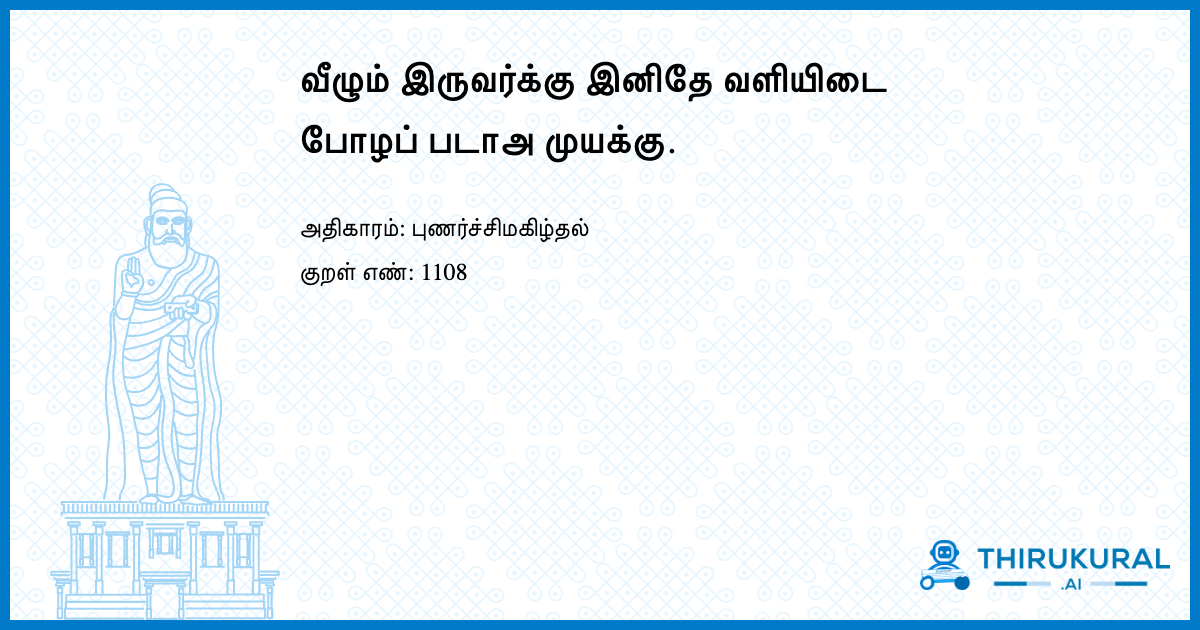 வீழும் இருவர்க்கு இனிதே வளியிடை
போழப் படாஅ முயக்கு.
அதிகாரம்: புணர்ச்சிமகிழ்தல்
குறள் எண்: 1108
THIRUKURAL
.AI